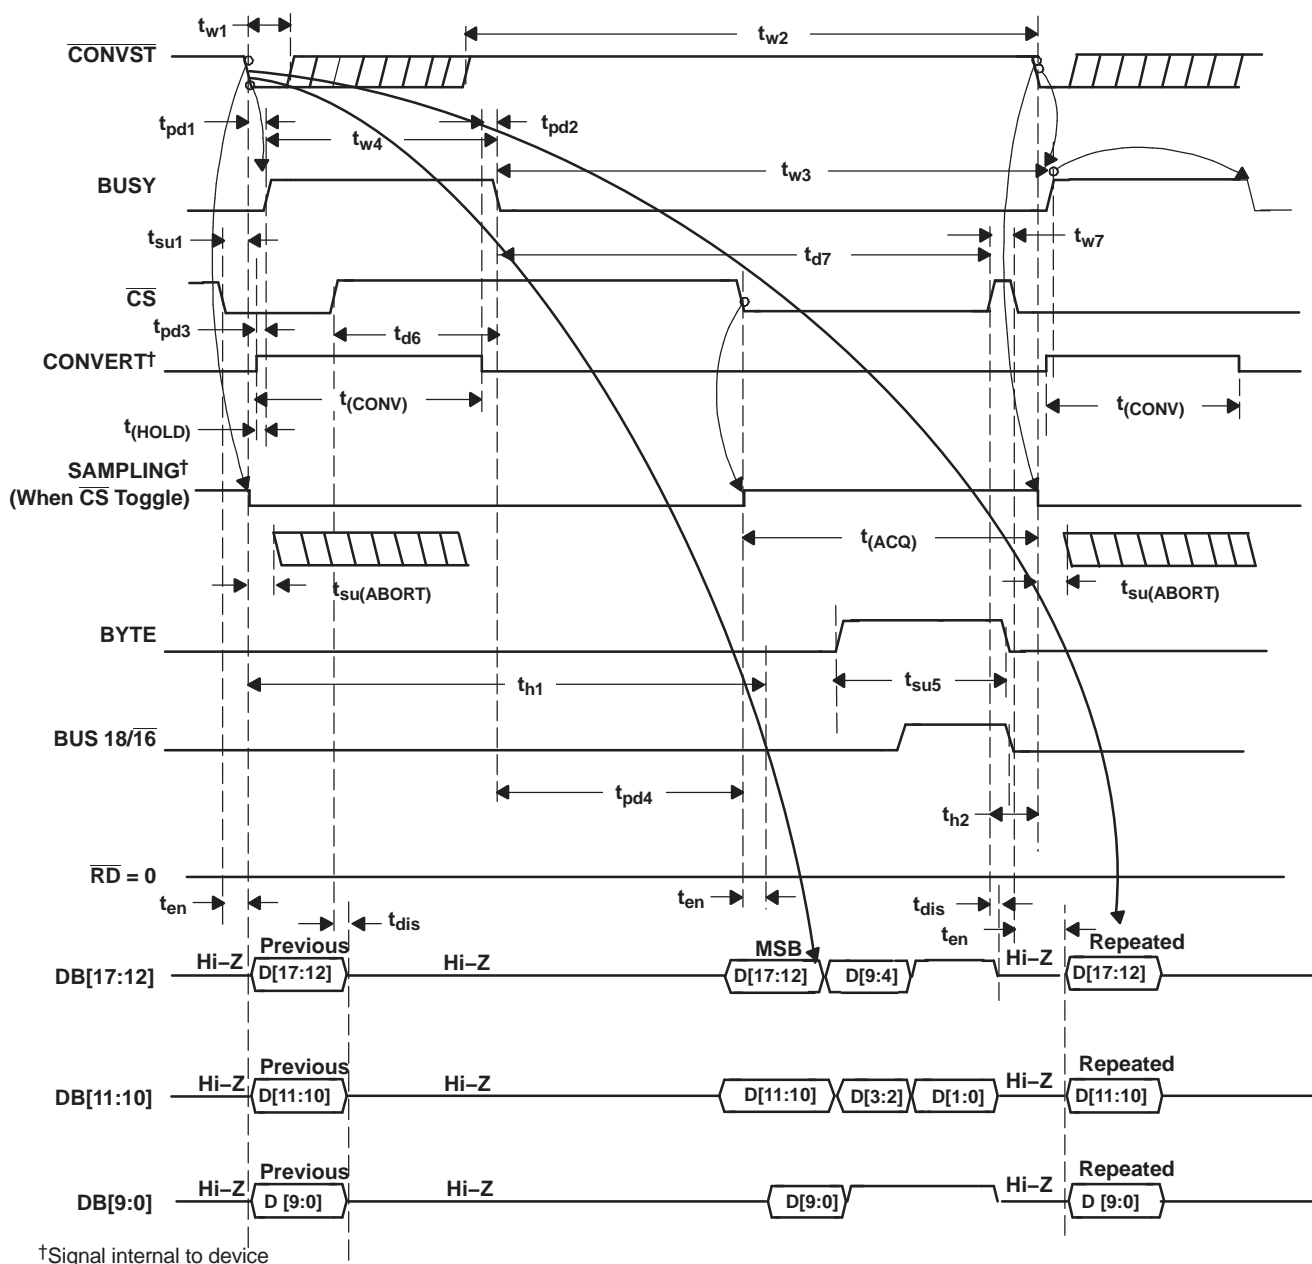 tw1
tw2
CONVST
tpd1
tw4
tpd2
tw3
BUSY
tsu1
td7
tw7
CS
tpd3
td6
CONVERT†
t(CONV)
t(CONV)
t(HOLD)
SAMPLING†
(When CS Toggle)
t(ACQ)
tsu(ABORT)
tsu(ABORT)
BYTE
th1
tsu5
BUS 18/16
tpd4
th2
RD = 0
ten
tdis
ten
tdis
ten
Previous
MSB
Repeated
DB[17:12]
Hi–Z
D[17:12]
Hi–Z
D[17:12]
D[9:4]
Hi–Z
D[17:12]
Previous
Repeated
DB[11:10]
Hi–Z
D[11:10]
Hi–Z
D[11:10]
D[3:2]
D[1:0]
Hi–Z
D[11:10]
Previous
Repeated
DB[9:0]
Hi–Z
D [9:0]
Hi–Z
D[9:0]
Hi–Z
D [9:0]
†Signal internal to device